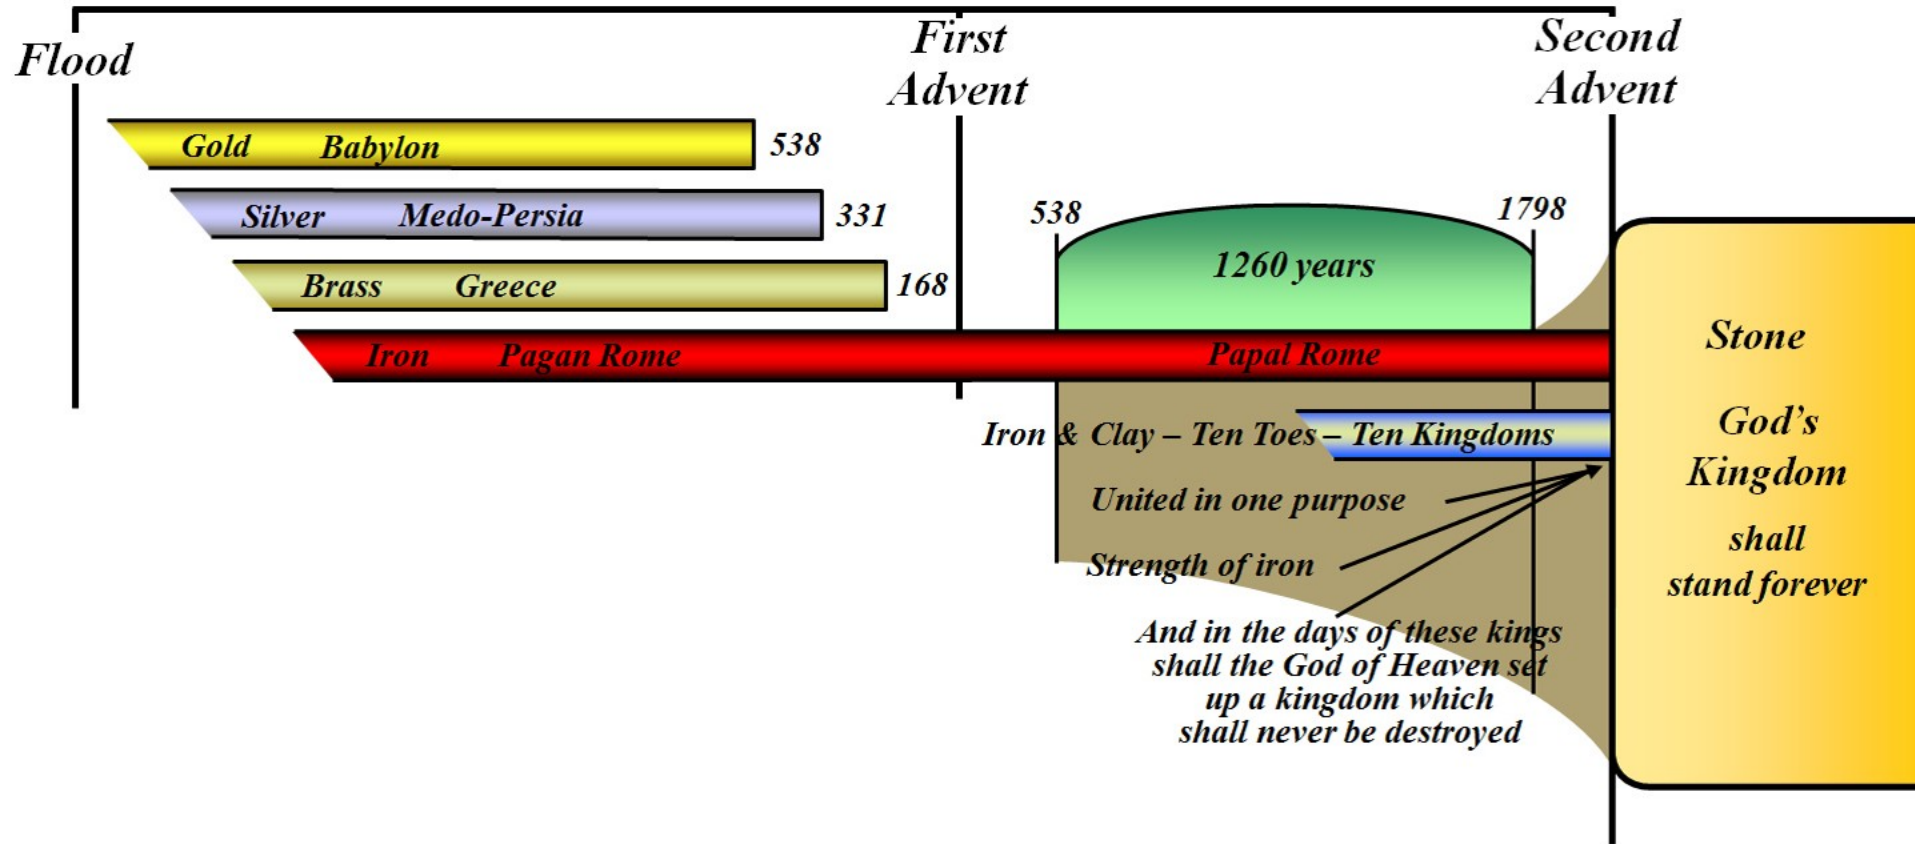 Flood
First
Advent
Second
Advent
Gold Babylon 538
Silver Medo-Persia 331
Brass Greece 168
538
1798
1260 years
Iron Pagan Rome Papal Rome
Iron & Clay – Ten Toes – Ten Kingdoms
United in one purpose
Strength of iron
And in the days of these kings
shall the God of Heaven set
up a kingdom which
shall never be destroyed
Stone
God's
Kingdom
shall
stand forever